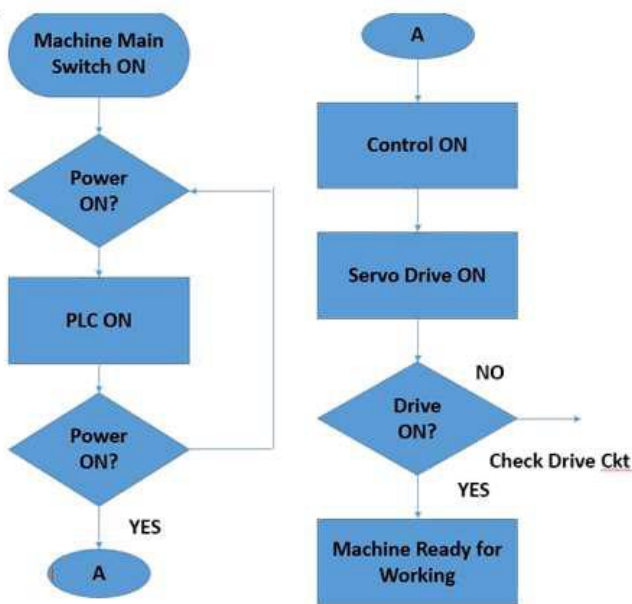 Machine Main
Switch ON
Power
ON?
PLC ON
Power
ON?
YES
A
A
Control ON
Servo Drive ON
Drive
ON?
NO
Check Drive Ckt
YES
Machine Ready for
Working